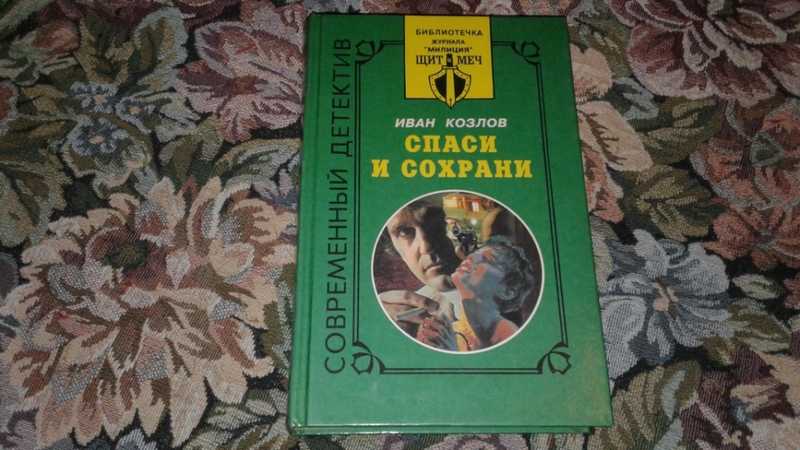 БИБЛИОТЕЧКА
ЖУРНАЛА
"МИЛИЦИЯ"
ЩИТ И МЕЧ
ИВАН КОЗЛОВ
СПАСИ
И СОХРАНИ
СОВРЕМЕННЫЙ ДЕТЕКТИВ